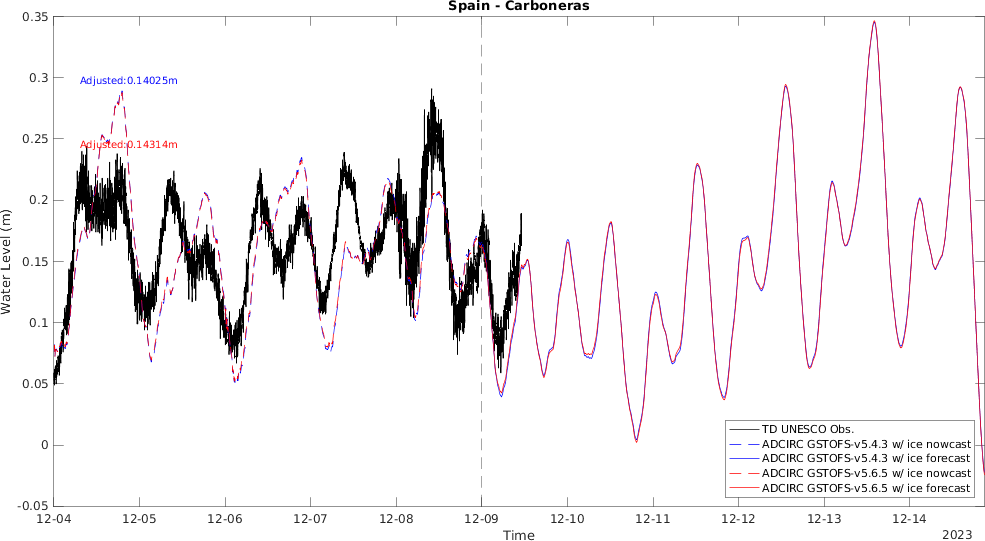 Spain - Carboneras
0.35
0.3
0.25
0.2
0.15
0.1
0.05
0
-0.05
Water Level (m)
Adjusted:0.14025m
Adjusted:0.14314m
TD UNESCO Obs.
ADCIRC GSTOFS-v5.4.3 w/ ice nowcast
ADCIRC GSTOFS-v5.4.3 w/ ice forecast
ADCIRC GSTOFS-v5.6.5 w/ ice nowcast
ADCIRC GSTOFS-v5.6.5 w/ ice forecast
12-04 12-05 12-06 12-07 12-08 12-09 12-10 12-11 12-12 12-13 12-14
Time
2023